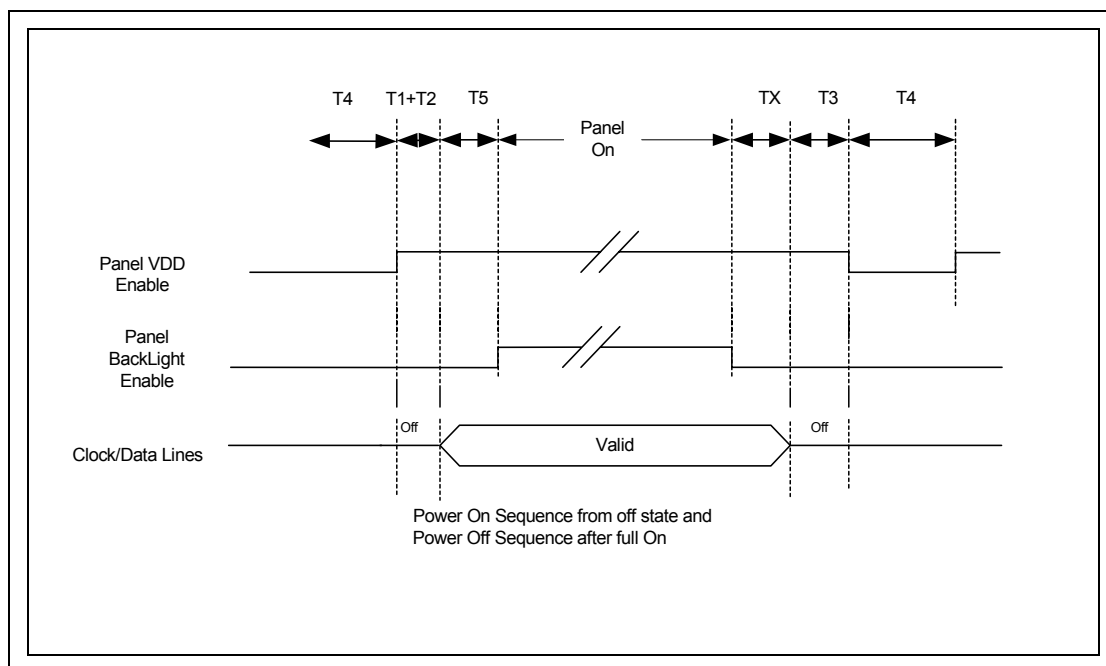 T4 T1+T2 T5 TX T3 T4
Panel
On
Panel VDD
Enable
Panel
BackLight
Enable
Off Off
Clock/Data Lines Valid
Power On Sequence from off state and
Power Off Sequence after full On